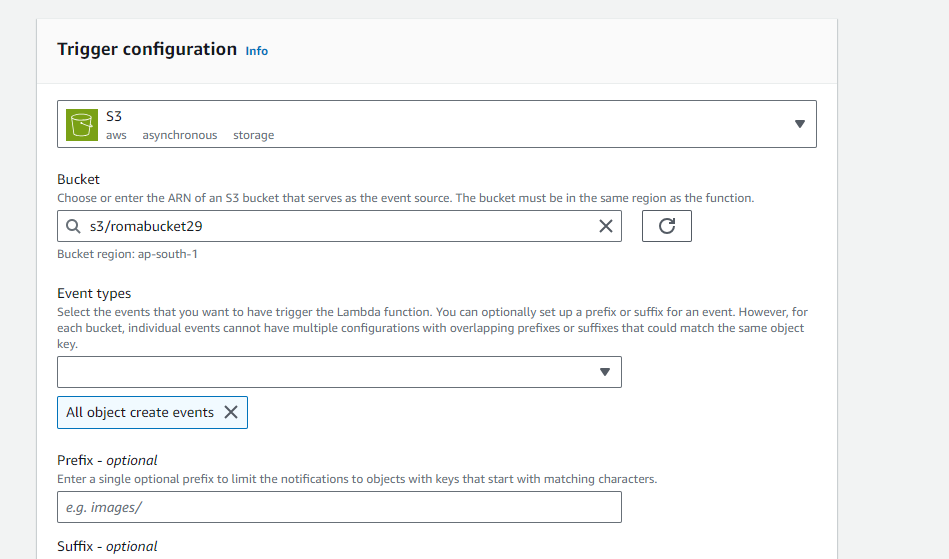 Trigger configuration Info
S3
aws asynchronous storage
Bucket
Choose or enter the ARN of an S3 bucket that serves as the event source. The bucket must be in the same region as the function.
s3/romabucket29
Bucket region: ap-south-1
Event types
Select the events that you want to have trigger the Lambda function. You can optionally set up a prefix or suffix for an event. However, for
each bucket, individual events cannot have multiple configurations with overlapping prefixes or suffixes that could match the same object
key.
All object create events
Prefix - optional
Enter a single optional prefix to limit the notifications to objects with keys that start with matching characters.
e.g. images/
Suffix - optional